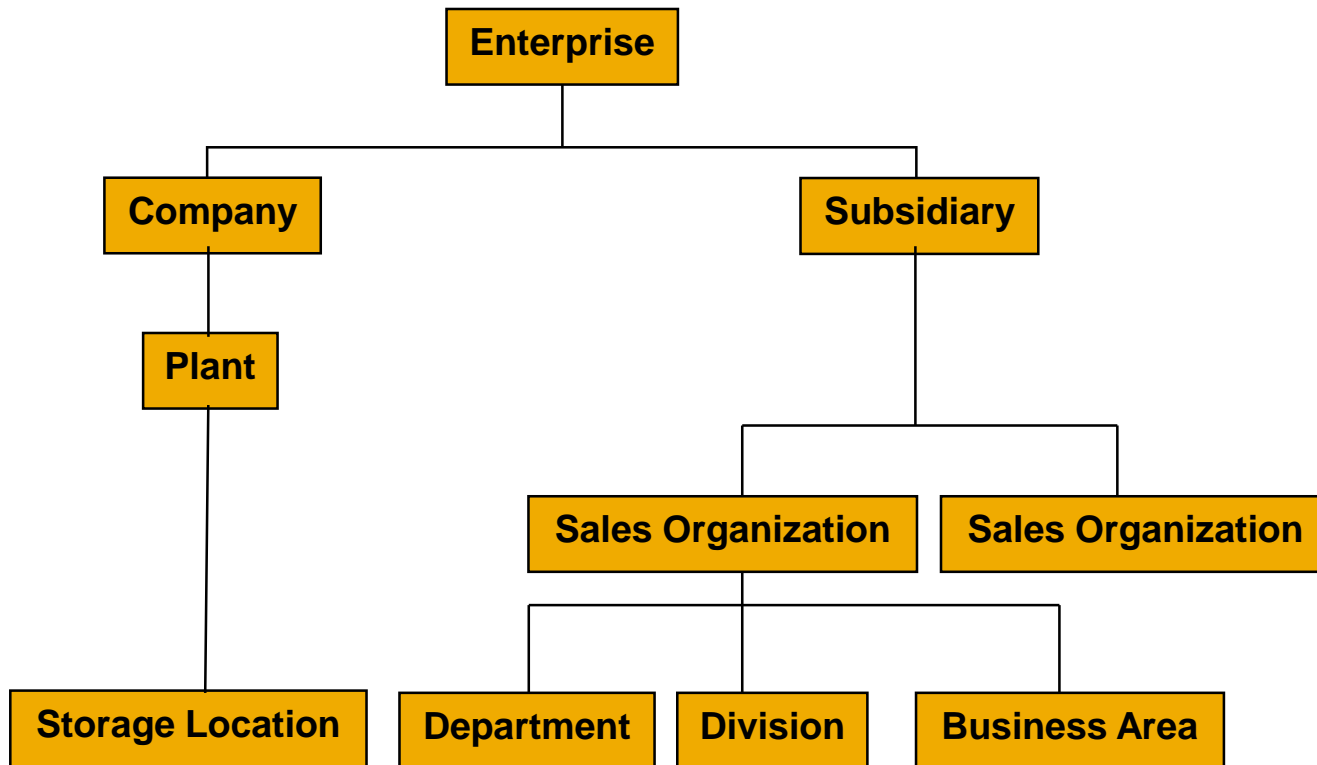 Enterprise
Company
Subsidiary
Plant
Sales Organization
Sales Organization
Storage Location
Department
Division
Business Area